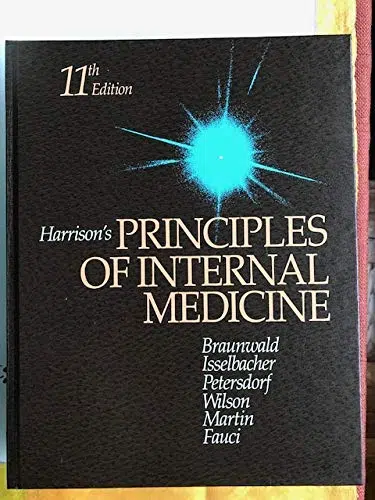 11th
Edition
Harrison's PRINCIPLES
OF INTERNAL
MEDICINE
Braunwald
Isselbacher
Petersdorf
Wilson
Martin
Fauci